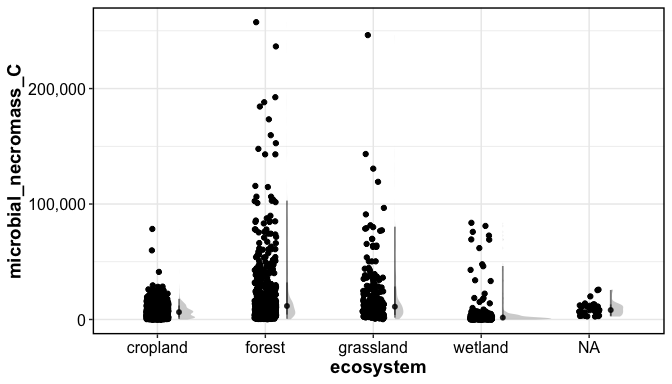 microbial_necromass_C
200,000
100,000
0
cropland forest grassland wetland NA
ecosystem